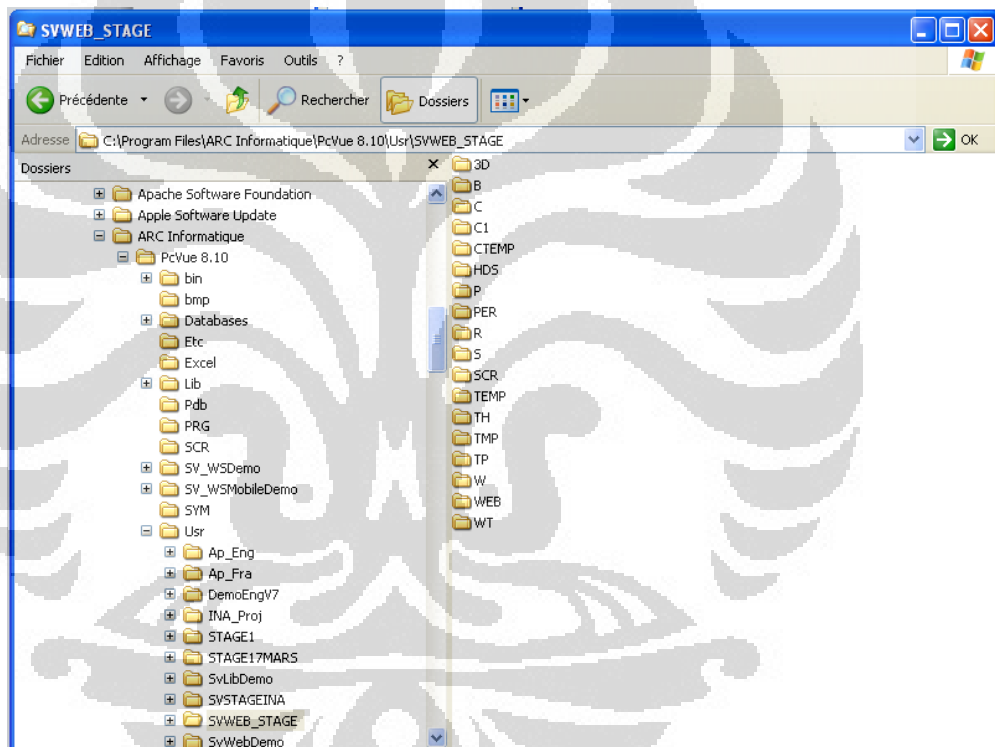 SVWEB_STAGE
Fichier Edition Affichage Favoris Outils ?
Précédente Rechercher Dossiers
Adresse C:\Program Files\ARC Informatique\PcVue 8.10\Usr\SVWEB_STAGE OK
Dossiers
Apache Software Foundation
Apple Software Update
ARC Informatique
PcVue 8.10
bin
bmp
Databases
Etc
Excel
Lib
Pdb
PRG
SCR
SV_WSDemo
SV_WSMobileDemo
SYM
Usr
Ap_Eng
Ap_Fra
DemoEngV7
INA_Proj
STAGE1
STAGE17MARS
SvLibDemo
SVSTAGEINA
SVWEB_STAGE
SvWebDemo
3D
B
C
C1
CTEMP
HDS
P
PER
R
S
SCR
TEMP
TH
TMP
TP
W
WEB
WT